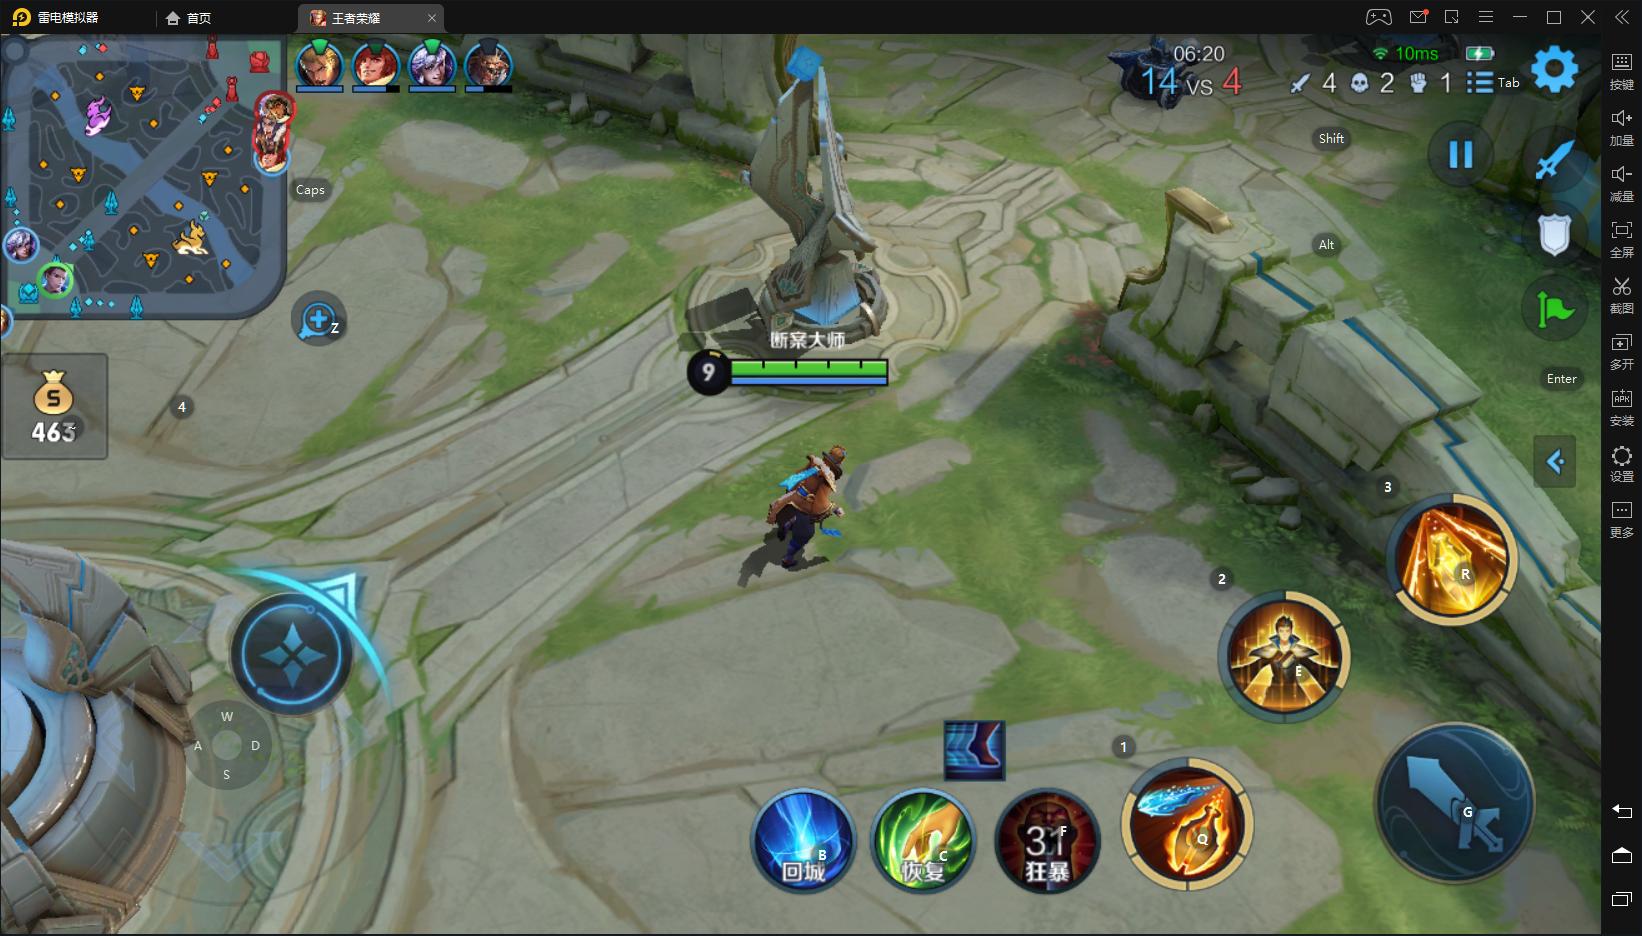 雷电模拟器
首页
王者荣耀
06:20
10ms
14 VS 4
4
2
1
Tab
Shift
Caps
Alt
Z
断案大师
9
S
463
~
4
Enter
按键
加量
减量
全屏
截图
多开
安装
APK
设置
更多
3
R
2
E
W
A
D
S
1
B
回城
C
恢复
31
F
狂暴
Q
G